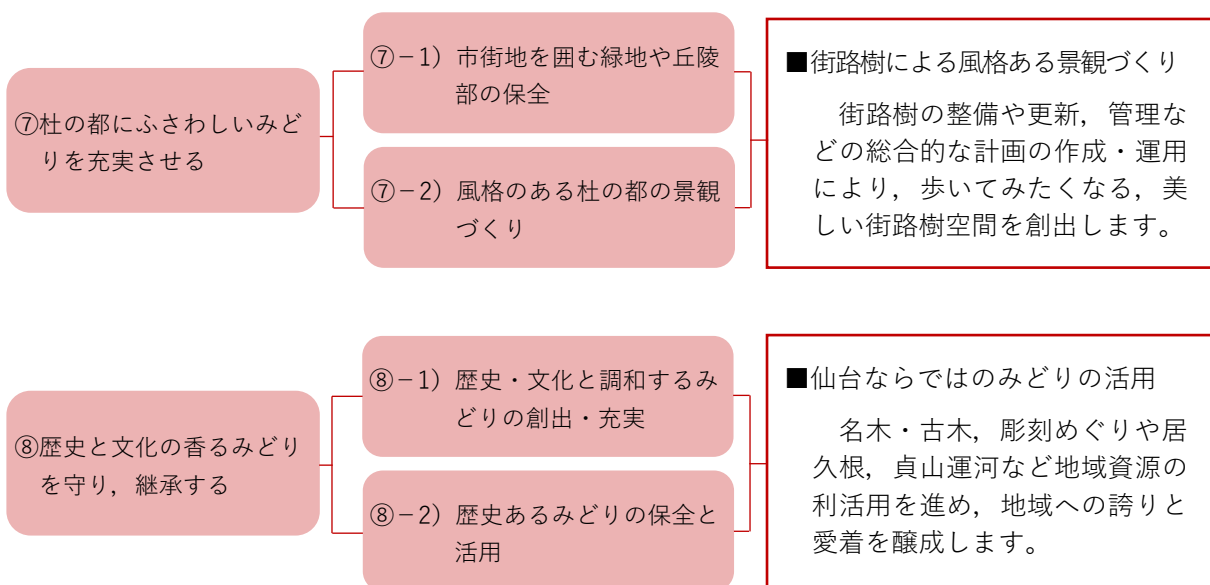 ⑦杜の都にふさわしいみど
りを充実させる
⑦−1）市街地を囲む緑地や丘陵
部の保全
⑦−2）風格のある杜の都の景観
づくり
■街路樹による風格ある景観づくり
街路樹の整備や更新，管理な
どの総合的な計画の作成・運用
により，歩いてみたくなる，美
しい街路樹空間を創出します。
⑧歴史と文化の香るみどり
を守り，継承する
⑧−1）歴史・文化と調和するみ
どりの創出・充実
⑧−2）歴史あるみどりの保全と
活用
■仙台ならではのみどりの活用
名木・古木，彫刻めぐりや居
久根，貞山運河など地域資源の
利活用を進め，地域への誇りと
愛着を醸成します。